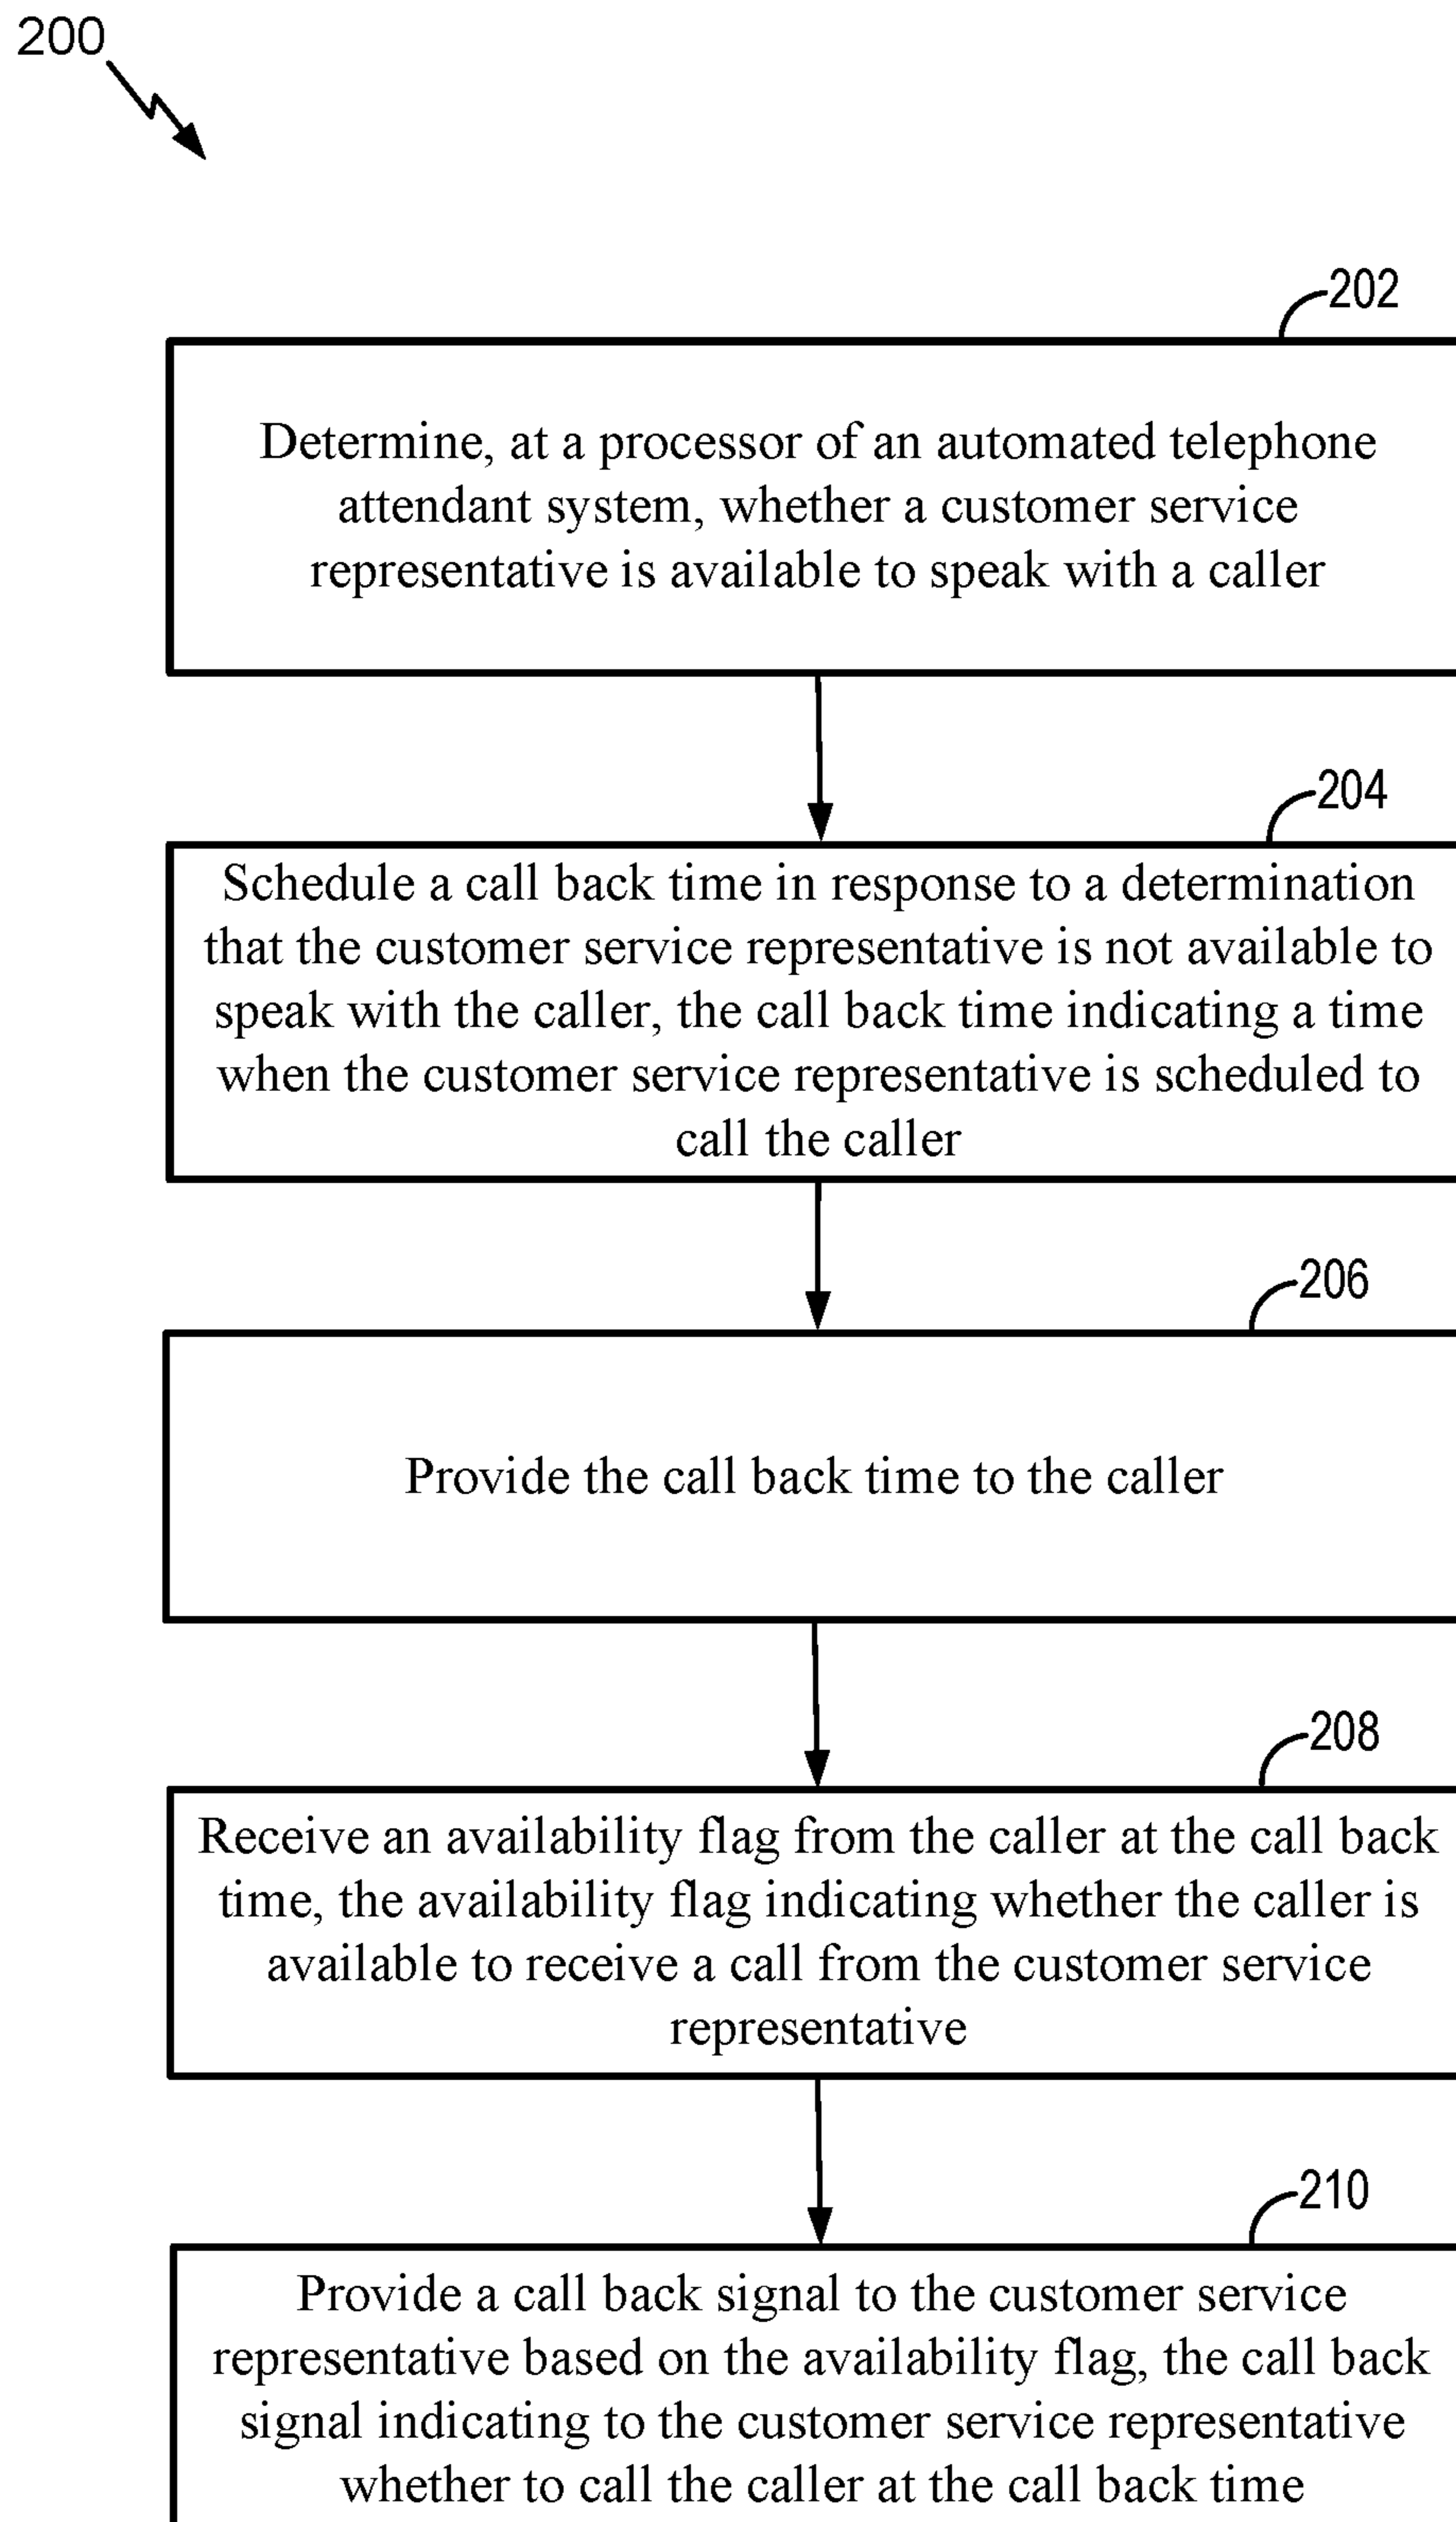 200
202
Determine, at a processor of an automated telephone
attendant system, whether a customer service
representative is available to speak with a caller
204
Schedule a call back time in response to a determination
that the customer service representative is not available to
speak with the caller, the call back time indicating a time
when the customer service representative is scheduled to
call the caller
206
Provide the call back time to the caller
208
Receive an availability flag from the caller at the call back
time, the availability flag indicating whether the caller is
available to receive a call from the customer service
representative
210
Provide a call back signal to the customer service
representative based on the availability flag, the call back
signal indicating to the customer service representative
whether to call the caller at the call back time